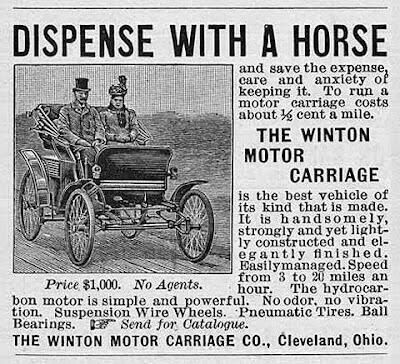 DISPENSE WITH A HORSE
and save the expense,
care and anxiety of
keeping it. To run a
motor carriage costs
about ½ cent a mile.
THE WINTON
MOTOR
CARRIAGE
is the best vehicle of
its kind that is made.
It is handsomely,
strongly and yet light-
ly constructed and el-
egantly finished.
Easily managed. Speed
from 3 to 20 miles an
hour. The hydrocar-
Price $1,000. No Agents.
bon motor is simple and powerful. No odor, no vibra-
tion. Suspension Wire Wheels. Pneumatic Tires. Ball
Bearings. ☞ Send for Catalogue.
THE WINTON MOTOR CARRIAGE CO., Cleveland, Ohio.